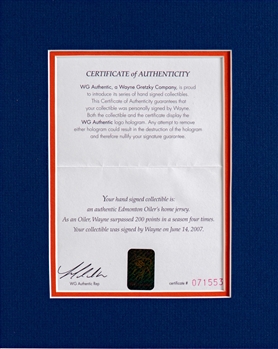 CERTIFICATE of AUTHENTICITY
WG Authentic, a Wayne Gretzky Company, is proud
to introduce its series of hand signed collectibles.
This Certificate of Authenticity guarantees that
your collectible was personally signed by Wayne.
Both the collectible and the certificate display the
WG Authentic logo hologram. Any attempt to remove
either hologram could result in the destruction of the hologram
and therefore nullify your signature guarantee.
Your hand signed collectible is:
an authentic Edmonton Oiler's home jersey.
As an Oiler, Wayne surpassed 200 points in a season four times.
Your collectible was signed by Wayne on June 14, 2007.
WG Authentic Rep
certificate # 071553